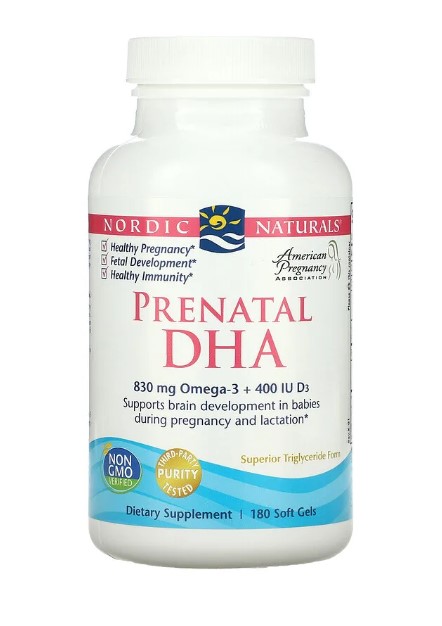 NORDIC NATURALS®
Healthy Pregnancy*
Fetal Development*
Healthy Immunity*
American
Pregnancy
ASSOCIATION
PRENATAL
DHA
830 mg Omega-3 + 400 IU D3
Supports brain development in babies
during pregnancy and lactation*
Superior Triglyceride Form
NON
GMO
VERIFIED
THIRD-PARTY
PURITY
TESTED
Dietary Supplement | 180 Soft Gels